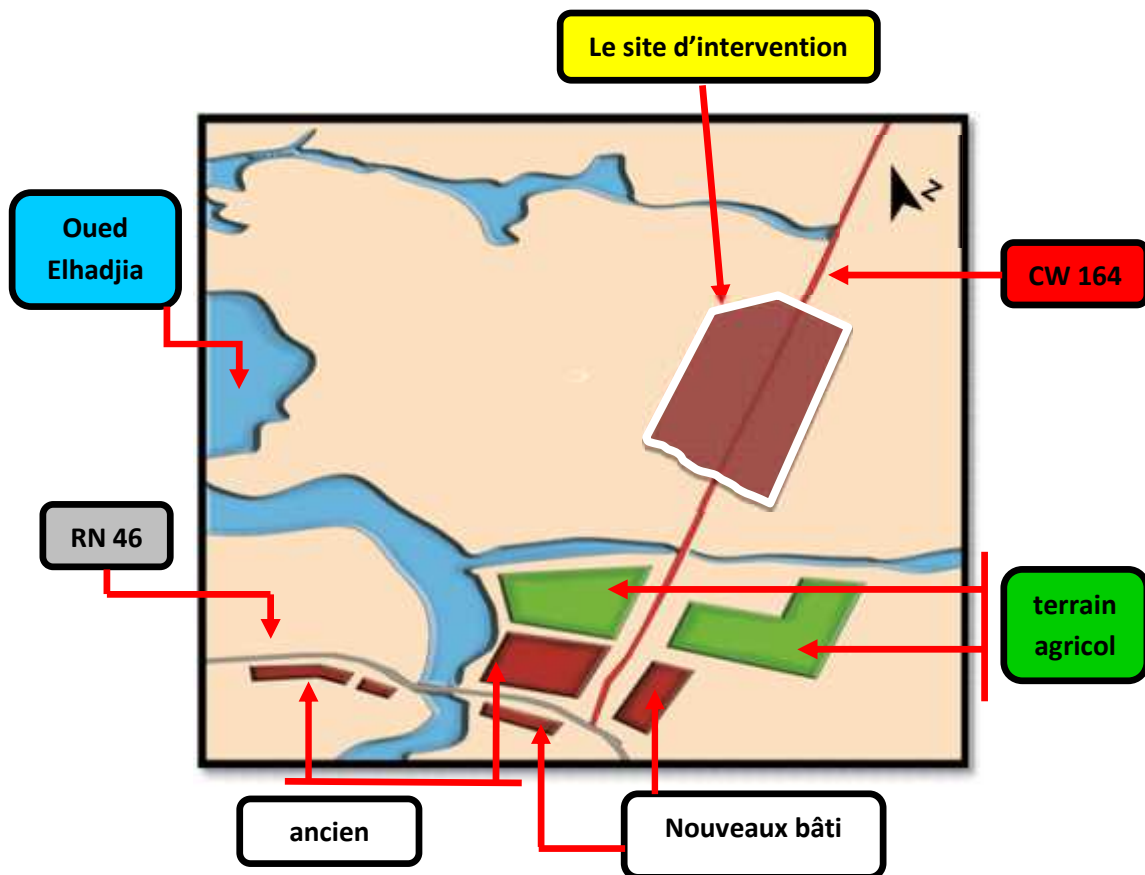 Le site d'intervention
N
Oued
Elhadjia
CW 164
RN 46
terrain
agricol
ancien
Nouveaux bâti